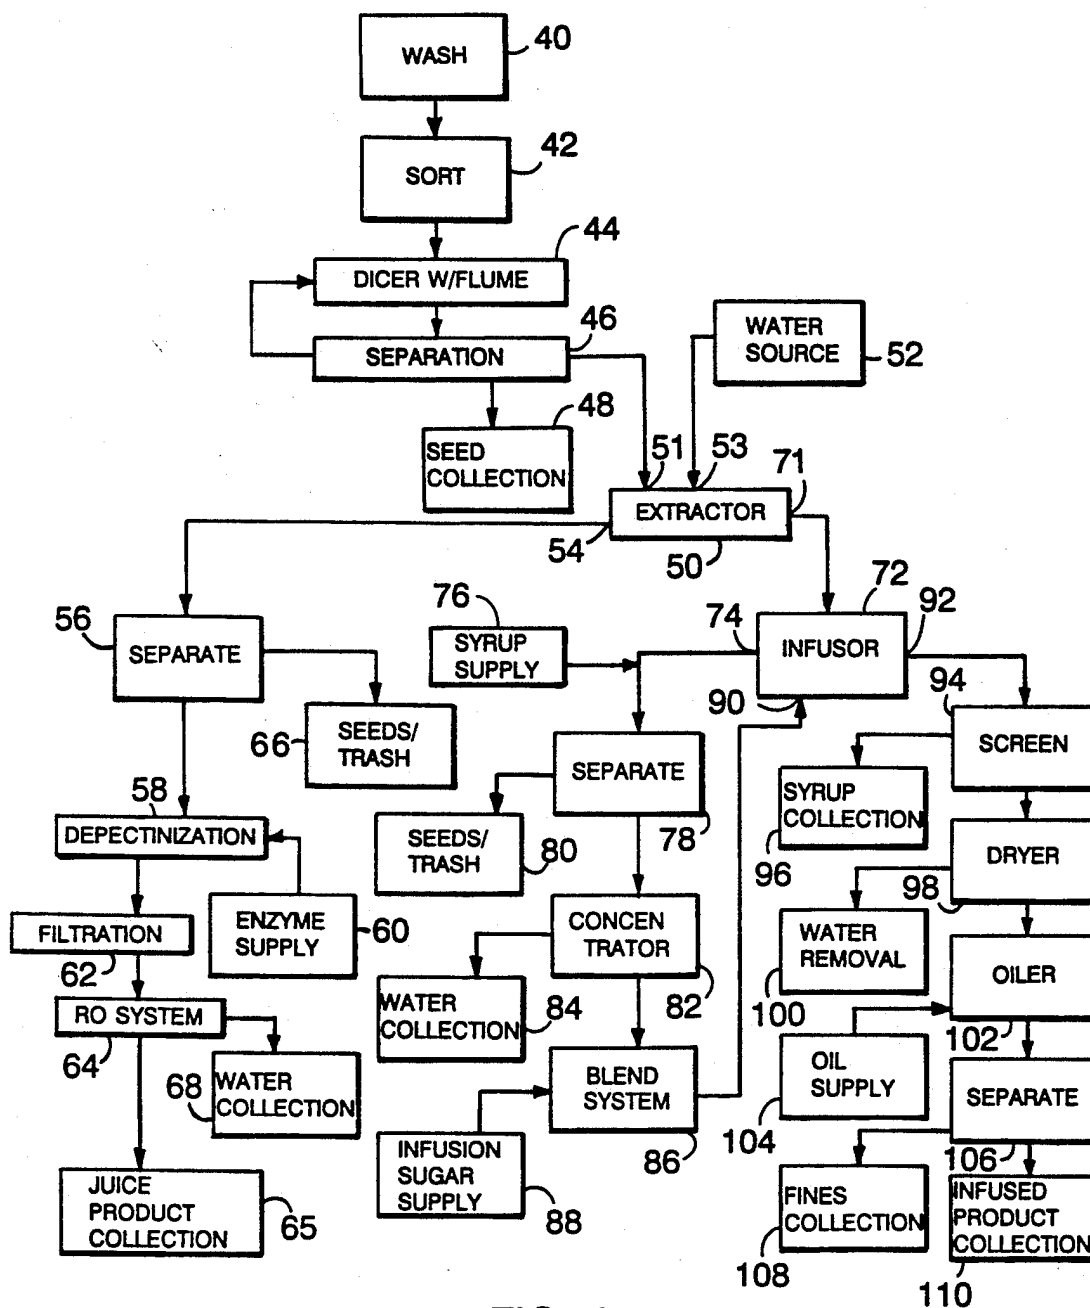 WASH
40
SORT
42
DICER W/FLUME
44
SEPARATION
46
WATER
SOURCE
52
SEED
COLLECTION
48
51
53
71
EXTRACTOR
54
50
56
SEPARATE
76
SYRUP
SUPPLY
74
INFUSOR
72
92
90
66
SEEDS/
TRASH
94
SCREEN
SEPARATE
78
SYRUP
COLLECTION
96
58
DEPECTINIZATION
SEEDS/
TRASH
80
DRYER
98
FILTRATION
62
ENZYME
SUPPLY
60
CONCEN
TRATOR
82
WATER
REMOVAL
100
OILER
102
RO SYSTEM
64
WATER
COLLECTION
84
68
WATER
COLLECTION
BLEND
SYSTEM
86
OIL
SUPPLY
104
SEPARATE
106
JUICE
PRODUCT
COLLECTION
65
INFUSION
SUGAR
SUPPLY
88
FINES
COLLECTION
108
INFUSED
PRODUCT
COLLECTION
110